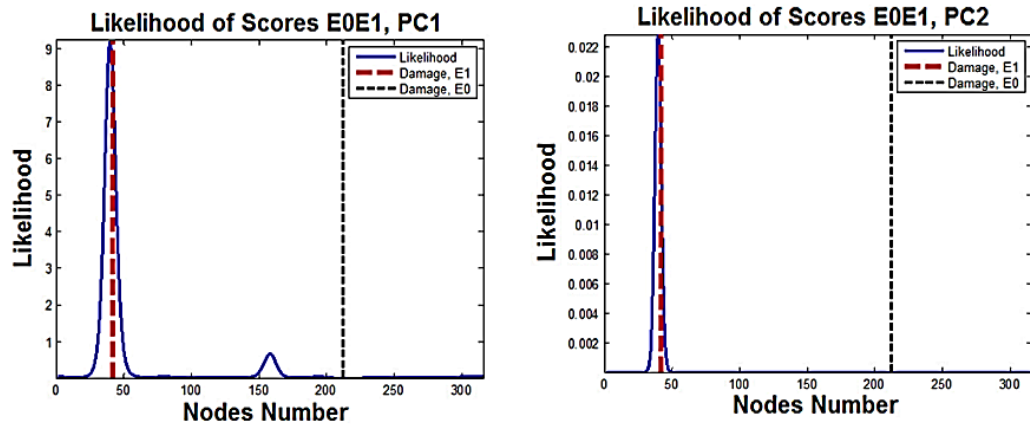 Likelihood of Scores E0E1, PC1
9
8
7
6
5
4
3
2
1
Likelihood
Likelihood
Damage, E1
Damage, E0
0
50
100
150
200
250
300
Nodes Number
Likelihood of Scores E0E1, PC2
0.022
0.02
0.018
0.016
0.014
0.012
0.01
0.008
0.006
0.004
0.002
Likelihood
Likelihood
Damage, E1
Damage, E0
0
50
100
150
200
250
300
Nodes Number